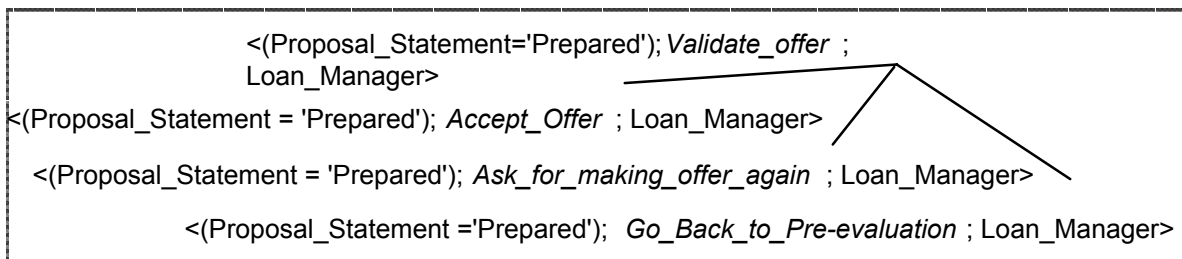 <(Proposal_Statement='Prepared'); Validate_offer ;
Loan_Manager>
<(Proposal_Statement = 'Prepared'); Accept_Offer ; Loan_Manager>
<(Proposal_Statement = 'Prepared'); Ask_for_making_offer_again ; Loan_Manager>
<(Proposal_Statement ='Prepared'); Go_Back_to_Pre-evaluation ; Loan_Manager>